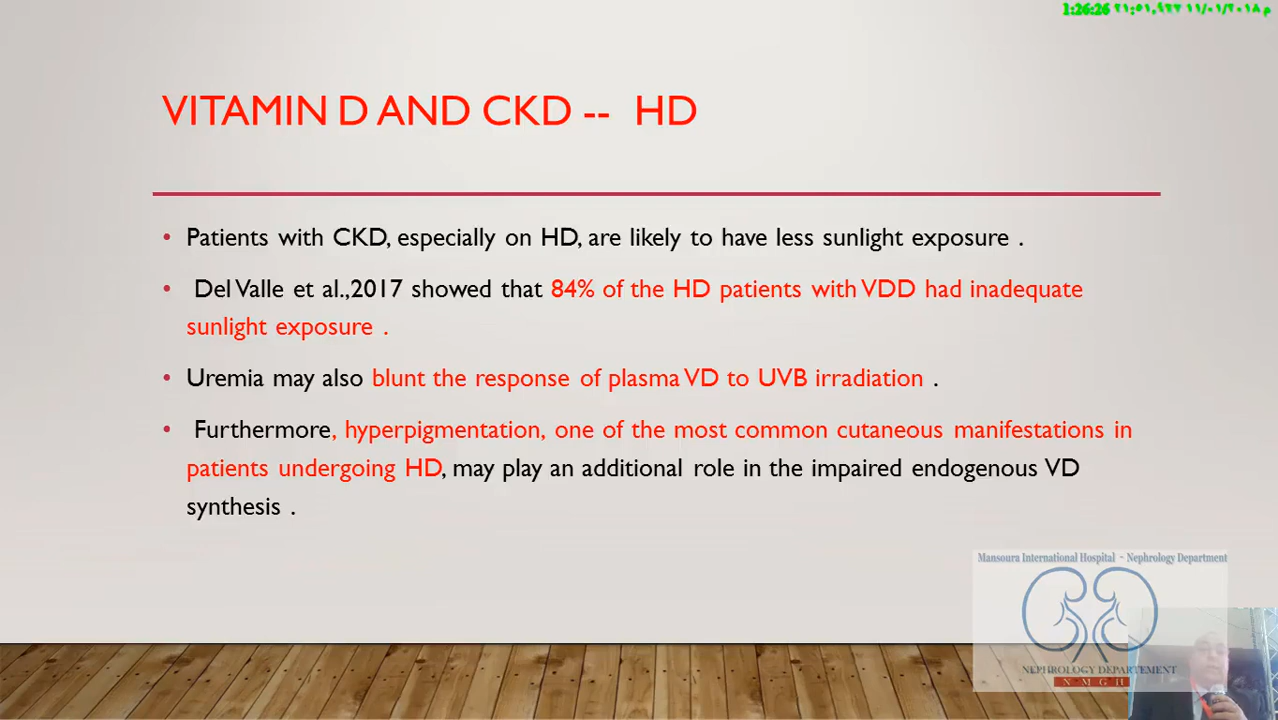 1:26:26 م ١١/٠١/٢٠١٨
VITAMIN D AND CKD -- HD
• Patients with CKD, especially on HD, are likely to have less sunlight exposure .
• Del Valle et al.,2017 showed that 84% of the HD patients with VDD had inadequate
sunlight exposure .
• Uremia may also blunt the response of plasma VD to UVB irradiation .
• Furthermore, hyperpigmentation, one of the most common cutaneous manifestations in
patients undergoing HD, may play an additional role in the impaired endogenous VD
synthesis .
Mansoura International Hospital ~ Nephrology Department
NEPHROLOGY DEPARTEMENT
N M G H